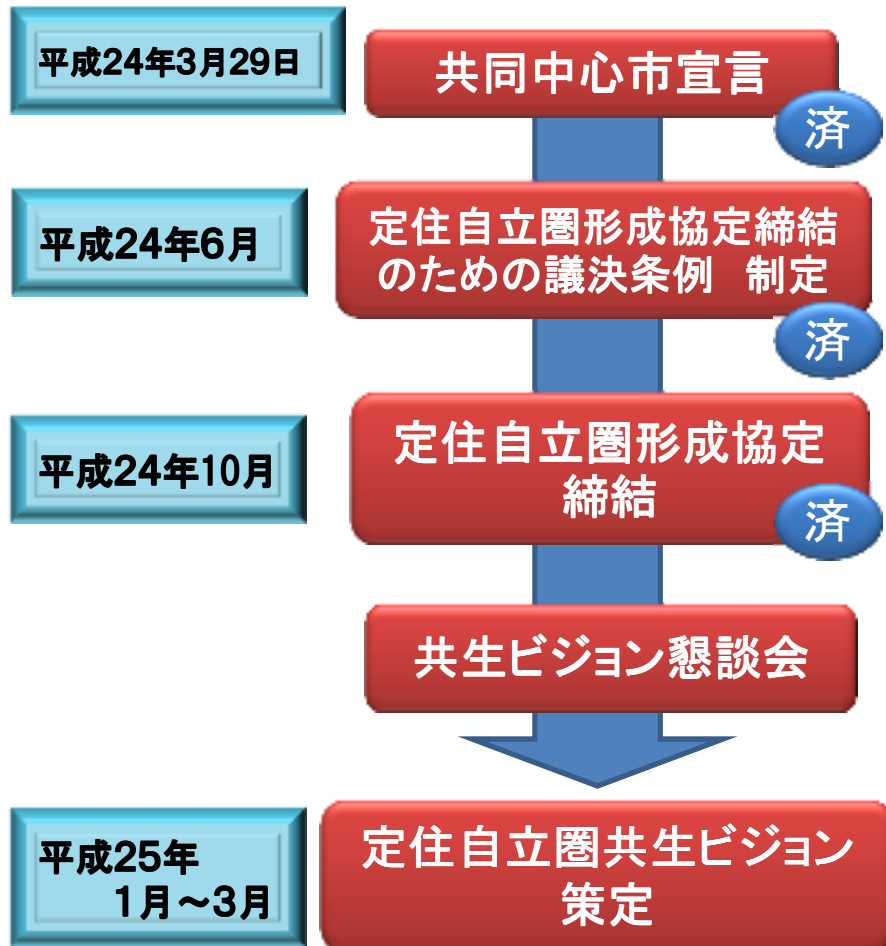 平成24年3月29日
共同中心市宣言
済
平成24年6月
定住自立圏形成協定締結
のための議決条例　制定
済
平成24年10月
定住自立圏形成協定
締結
済
共生ビジョン懇談会
平成25年
1月～3月
定住自立圏共生ビジョン
策定